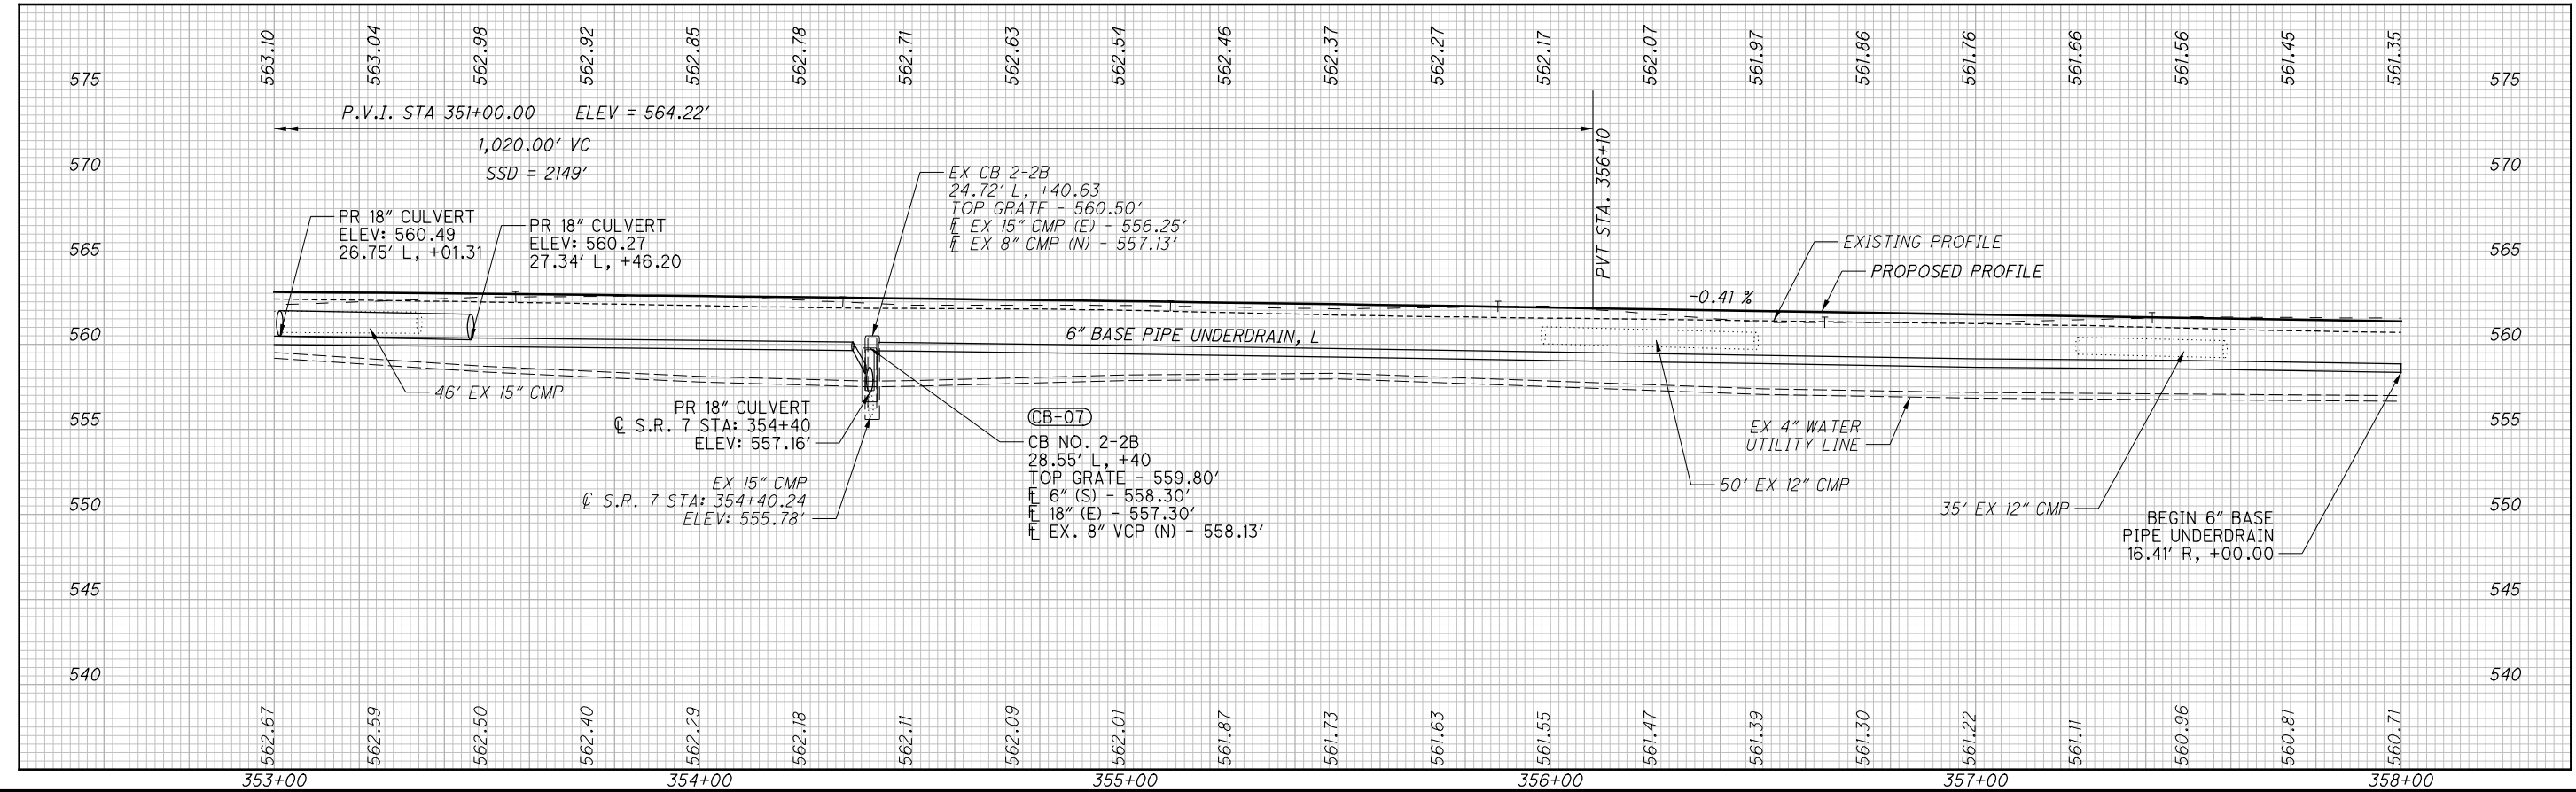 563.10 563.04 562.98 562.92 562.85 562.78 562.71 562.63 562.54 562.46 562.37 562.27 562.17 562.07 561.97 561.86 561.76 561.66 561.56 561.45 561.35
575 575
P.V.I. STA 351+00.00 ELEV = 564.22'
1,020.00' VC
SSD = 2149'
PVT STA. 356+10
570 570
PR 18" CULVERT
ELEV: 560.49
26.75' L, +01.31
PR 18" CULVERT
ELEV: 560.27
27.34' L, +46.20
EX CB 2-2B
24.72' L, +40.63
TOP GRATE - 560.50'
EX 15" CMP (E) - 556.25'
EX 8" CMP (N) - 557.13'
EXISTING PROFILE
PROPOSED PROFILE
565 565
-0.41 %
560 560
6" BASE PIPE UNDERDRAIN, L
46' EX 15" CMP
PR 18" CULVERT
℄ S.R. 7 STA: 354+40
ELEV: 557.16'
EX 15" CMP
℄ S.R. 7 STA: 354+40.24
ELEV: 555.78'
CB-07
CB NO. 2-2B
28.55' L, +40
TOP GRATE - 559.80'
6" (S) - 558.30'
18" (E) - 557.30'
EX. 8" VCP (N) - 558.13'
555 555
EX 4" WATER
UTILITY LINE
50' EX 12" CMP
35' EX 12" CMP
BEGIN 6" BASE
PIPE UNDERDRAIN
16.41' R, +00.00
550 550
545 545
540 540
562.67 562.59 562.50 562.40 562.29 562.18 562.11 562.09 562.01 561.87 561.73 561.63 561.55 561.47 561.39 561.30 561.22 561.11 560.96 560.81 560.71
353+00 354+00 355+00 356+00 357+00 358+00